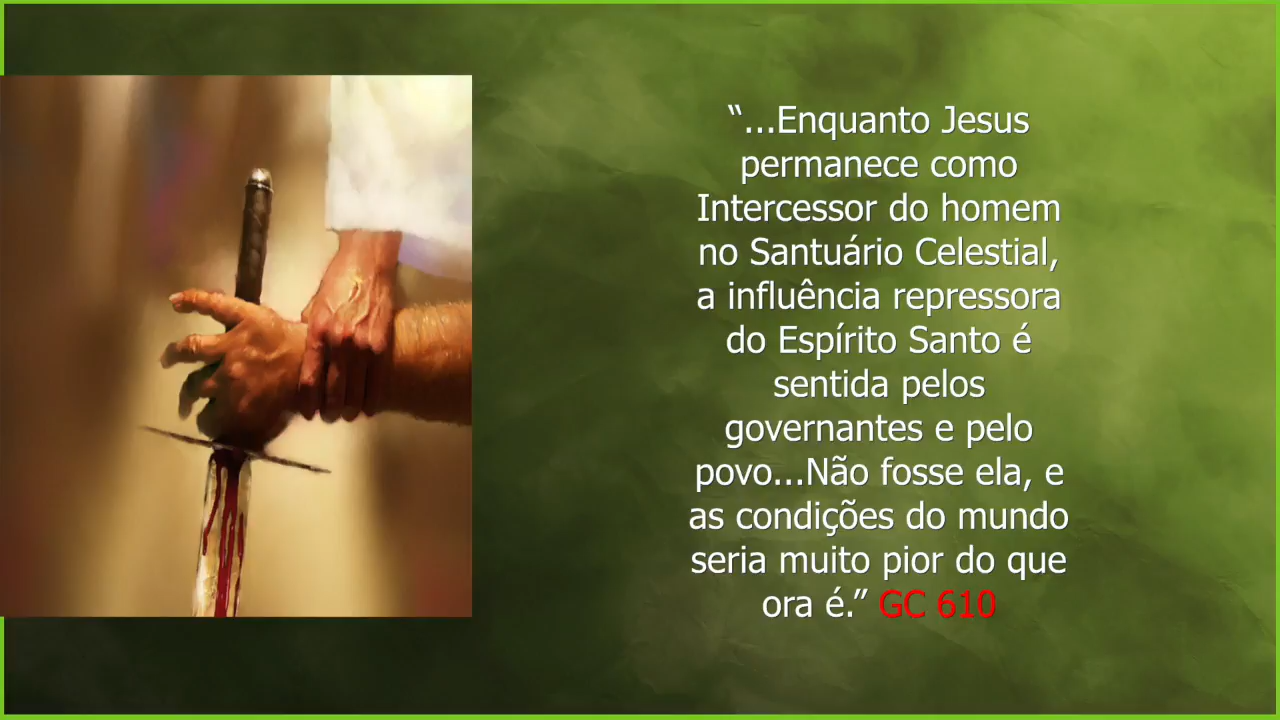 “...Enquanto Jesus
permanece como
Intercessor do homem
no Santuário Celestial,
a influência repressora
do Espírito Santo é
sentida pelos
governantes e pelo
povo...Não fosse ela, e
as condições do mundo
seria muito pior do que
ora é.” GC 610